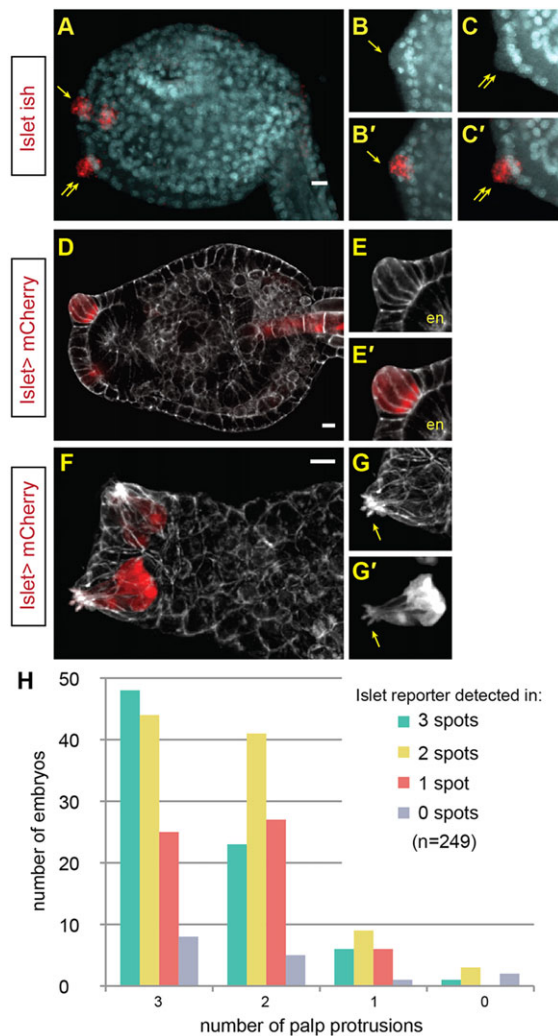 A
B
C
Islet ish
B′
C′
D
E
Islet> mCherry
en
E′
en
F
G
Islet> mCherry
G′
H
50
40
30
20
10
0
number of embryos
Islet reporter detected in:
3 spots
2 spots
1 spot
0 spots
(n=249)
3
2
1
0
number of palp protrusions